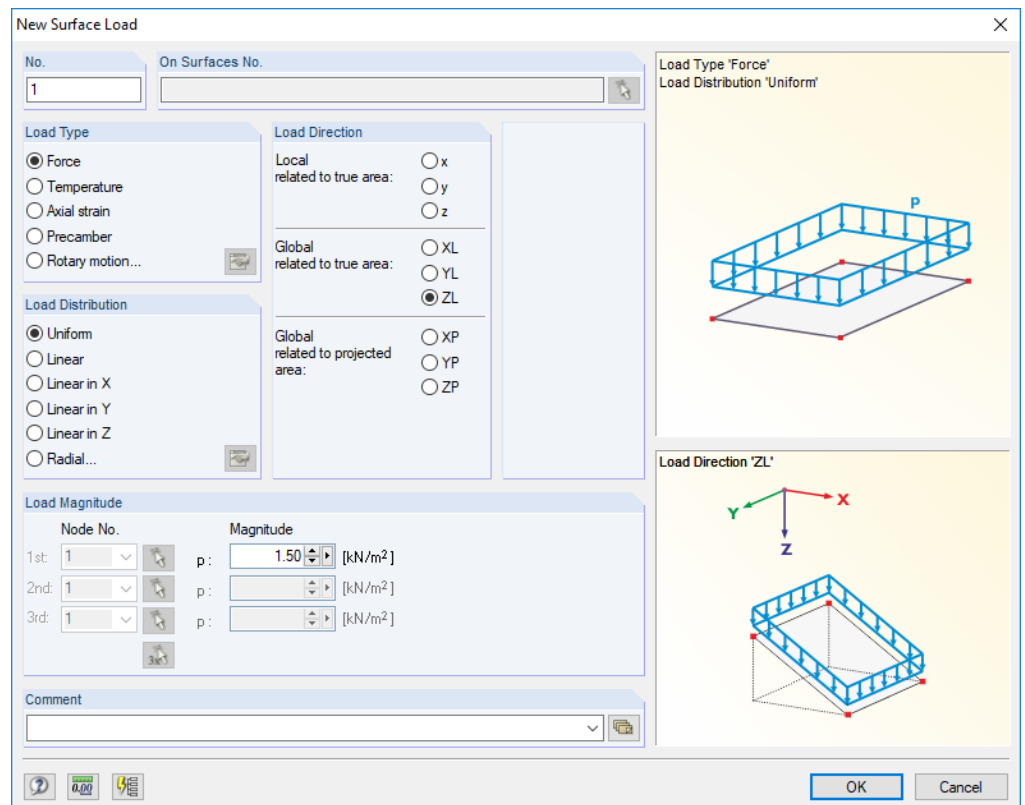 New Surface Load
No.
On Surfaces No.
1
Load Type
Force
Temperature
Axial strain
Precamber
Rotary motion...
Load Direction
Local
related to true area:
x
y
z
Global
related to true area:
XL
YL
ZL
Global
related to projected
area:
XP
YP
ZP
Load Distribution
Uniform
Linear
Linear in X
Linear in Y
Linear in Z
Radial...
Load Magnitude
Node No.
Magnitude
1st: 1 p : 1.50 [kN/m²]
2nd: 1 p : [kN/m²]
3rd: 1 p : [kN/m²]
3x
Comment
Load Type 'Force'
Load Distribution 'Uniform'
p
Load Direction 'ZL'
X
Y
Z
0.00
OK
Cancel